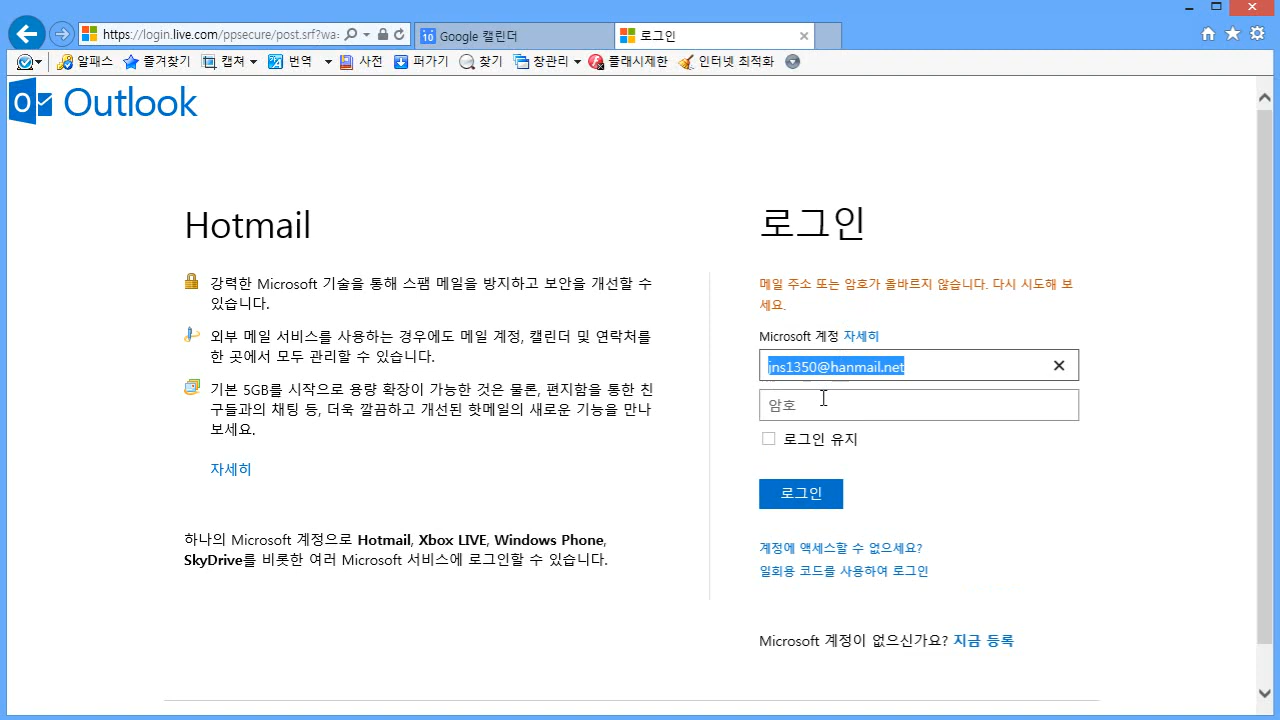 https://login.live.com/ppsecure/post.srf?wa:
Google 캘린더
로그인
알패스 즐겨찾기 캡쳐 번역 사전 퍼가기 찾기 창관리 플래시제한 인터넷 최적화
Outlook
Hotmail
강력한 Microsoft 기술을 통해 스팸 메일을 방지하고 보안을 개선할 수
있습니다.
외부 메일 서비스를 사용하는 경우에도 메일 계정, 캘린더 및 연락처를
한 곳에서 모두 관리할 수 있습니다.
기본 5GB를 시작으로 용량 확장이 가능한 것은 물론, 편지함을 통한 친
구들과의 채팅 등, 더욱 깔끔하고 개선된 핫메일의 새로운 기능을 만나
보세요.
자세히
하나의 Microsoft 계정으로 Hotmail, Xbox LIVE, Windows Phone,
SkyDrive를 비롯한 여러 Microsoft 서비스에 로그인할 수 있습니다.
로그인
메일 주소 또는 암호가 올바르지 않습니다. 다시 시도해 보
세요.
Microsoft 계정 자세히
jns1350@hanmail.net
암호
로그인 유지
로그인
계정에 액세스할 수 없으세요?
일회용 코드를 사용하여 로그인
Microsoft 계정이 없으신가요? 지금 등록